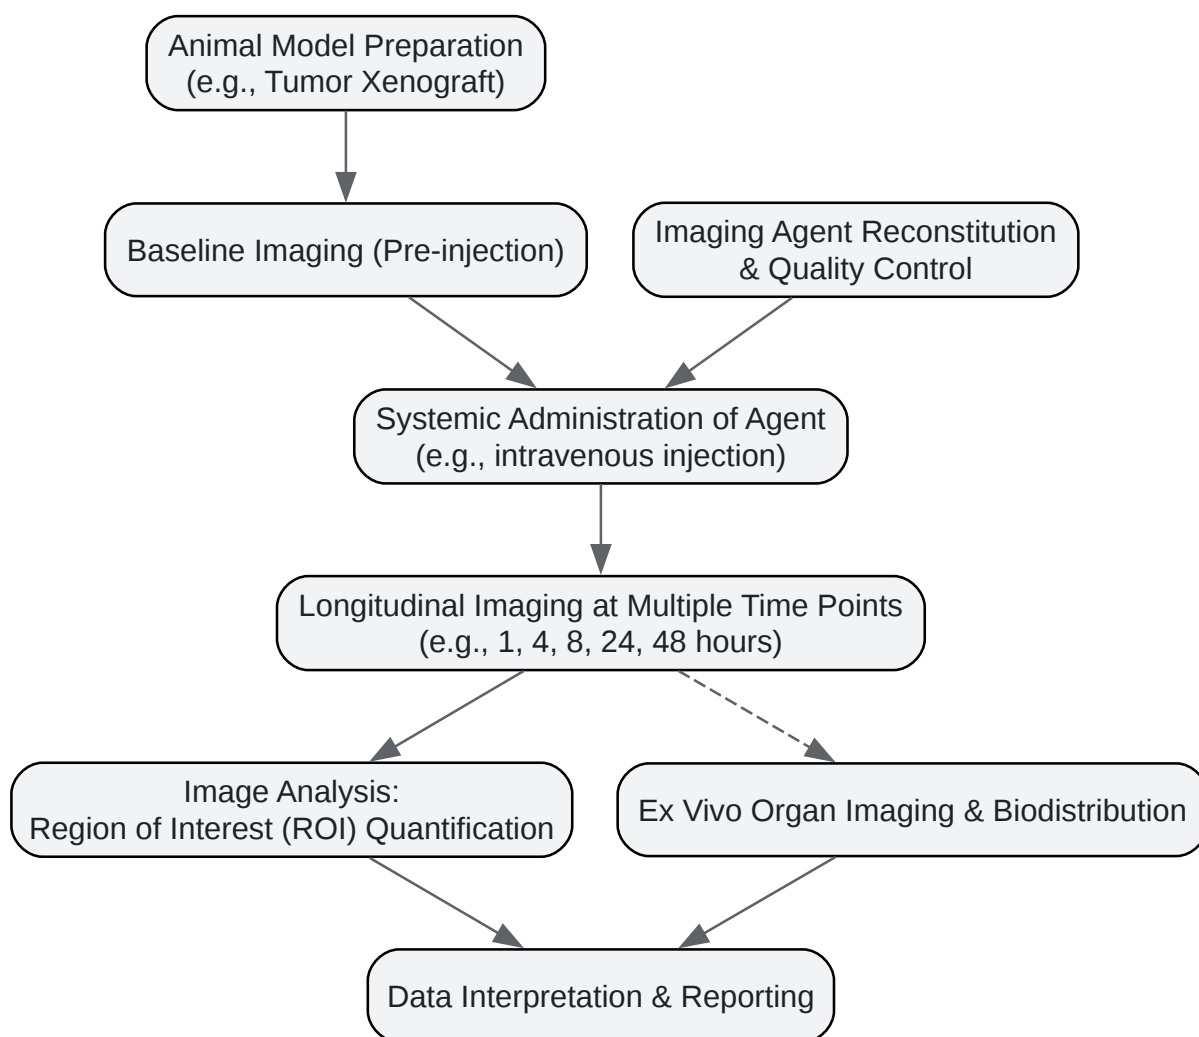 Animal Model Preparation
(e.g., Tumor Xenograft)
Baseline Imaging (Pre-injection)
Imaging Agent Reconstitution
& Quality Control
Systemic Administration of Agent
(e.g., intravenous injection)
Longitudinal Imaging at Multiple Time Points
(e.g., 1, 4, 8, 24, 48 hours)
Image Analysis:
Region of Interest (ROI) Quantification
Ex Vivo Organ Imaging & Biodistribution
Data Interpretation & Reporting